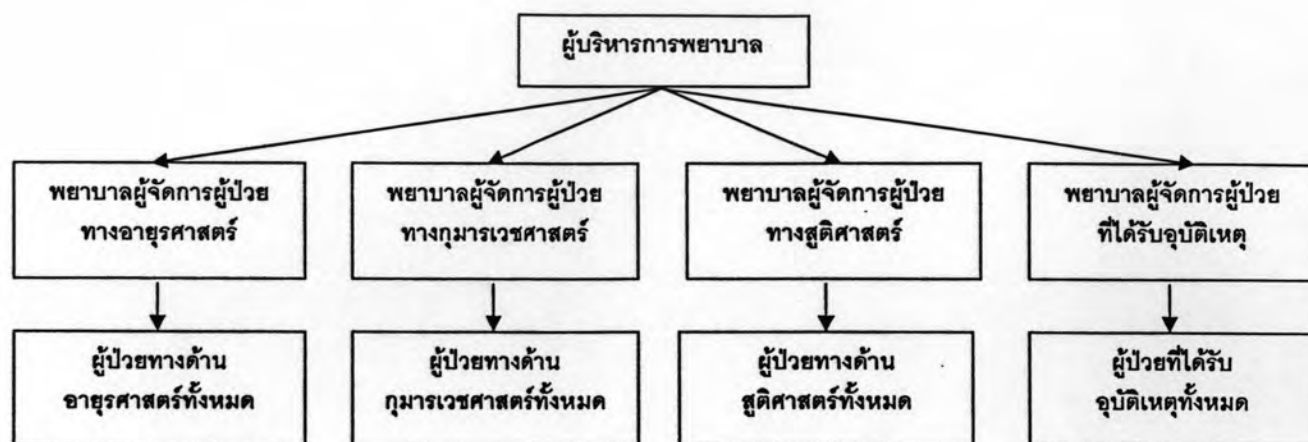 ผู้บริหารการพยาบาล
พยาบาลผู้จัดการผู้ป่วย
ทางอายุรศาสตร์
พยาบาลผู้จัดการผู้ป่วย
ทางกุมารเวชศาสตร์
พยาบาลผู้จัดการผู้ป่วย
ทางสูติศาสตร์
พยาบาลผู้จัดการผู้ป่วย
ที่ได้รับอุบัติเหตุ
ผู้ป่วยทางด้าน
อายุรศาสตร์ทั้งหมด
ผู้ป่วยทางด้าน
กุมารเวชศาสตร์ทั้งหมด
ผู้ป่วยทางด้าน
สูติศาสตร์ทั้งหมด
ผู้ป่วยที่ได้รับ
อุบัติเหตุทั้งหมด